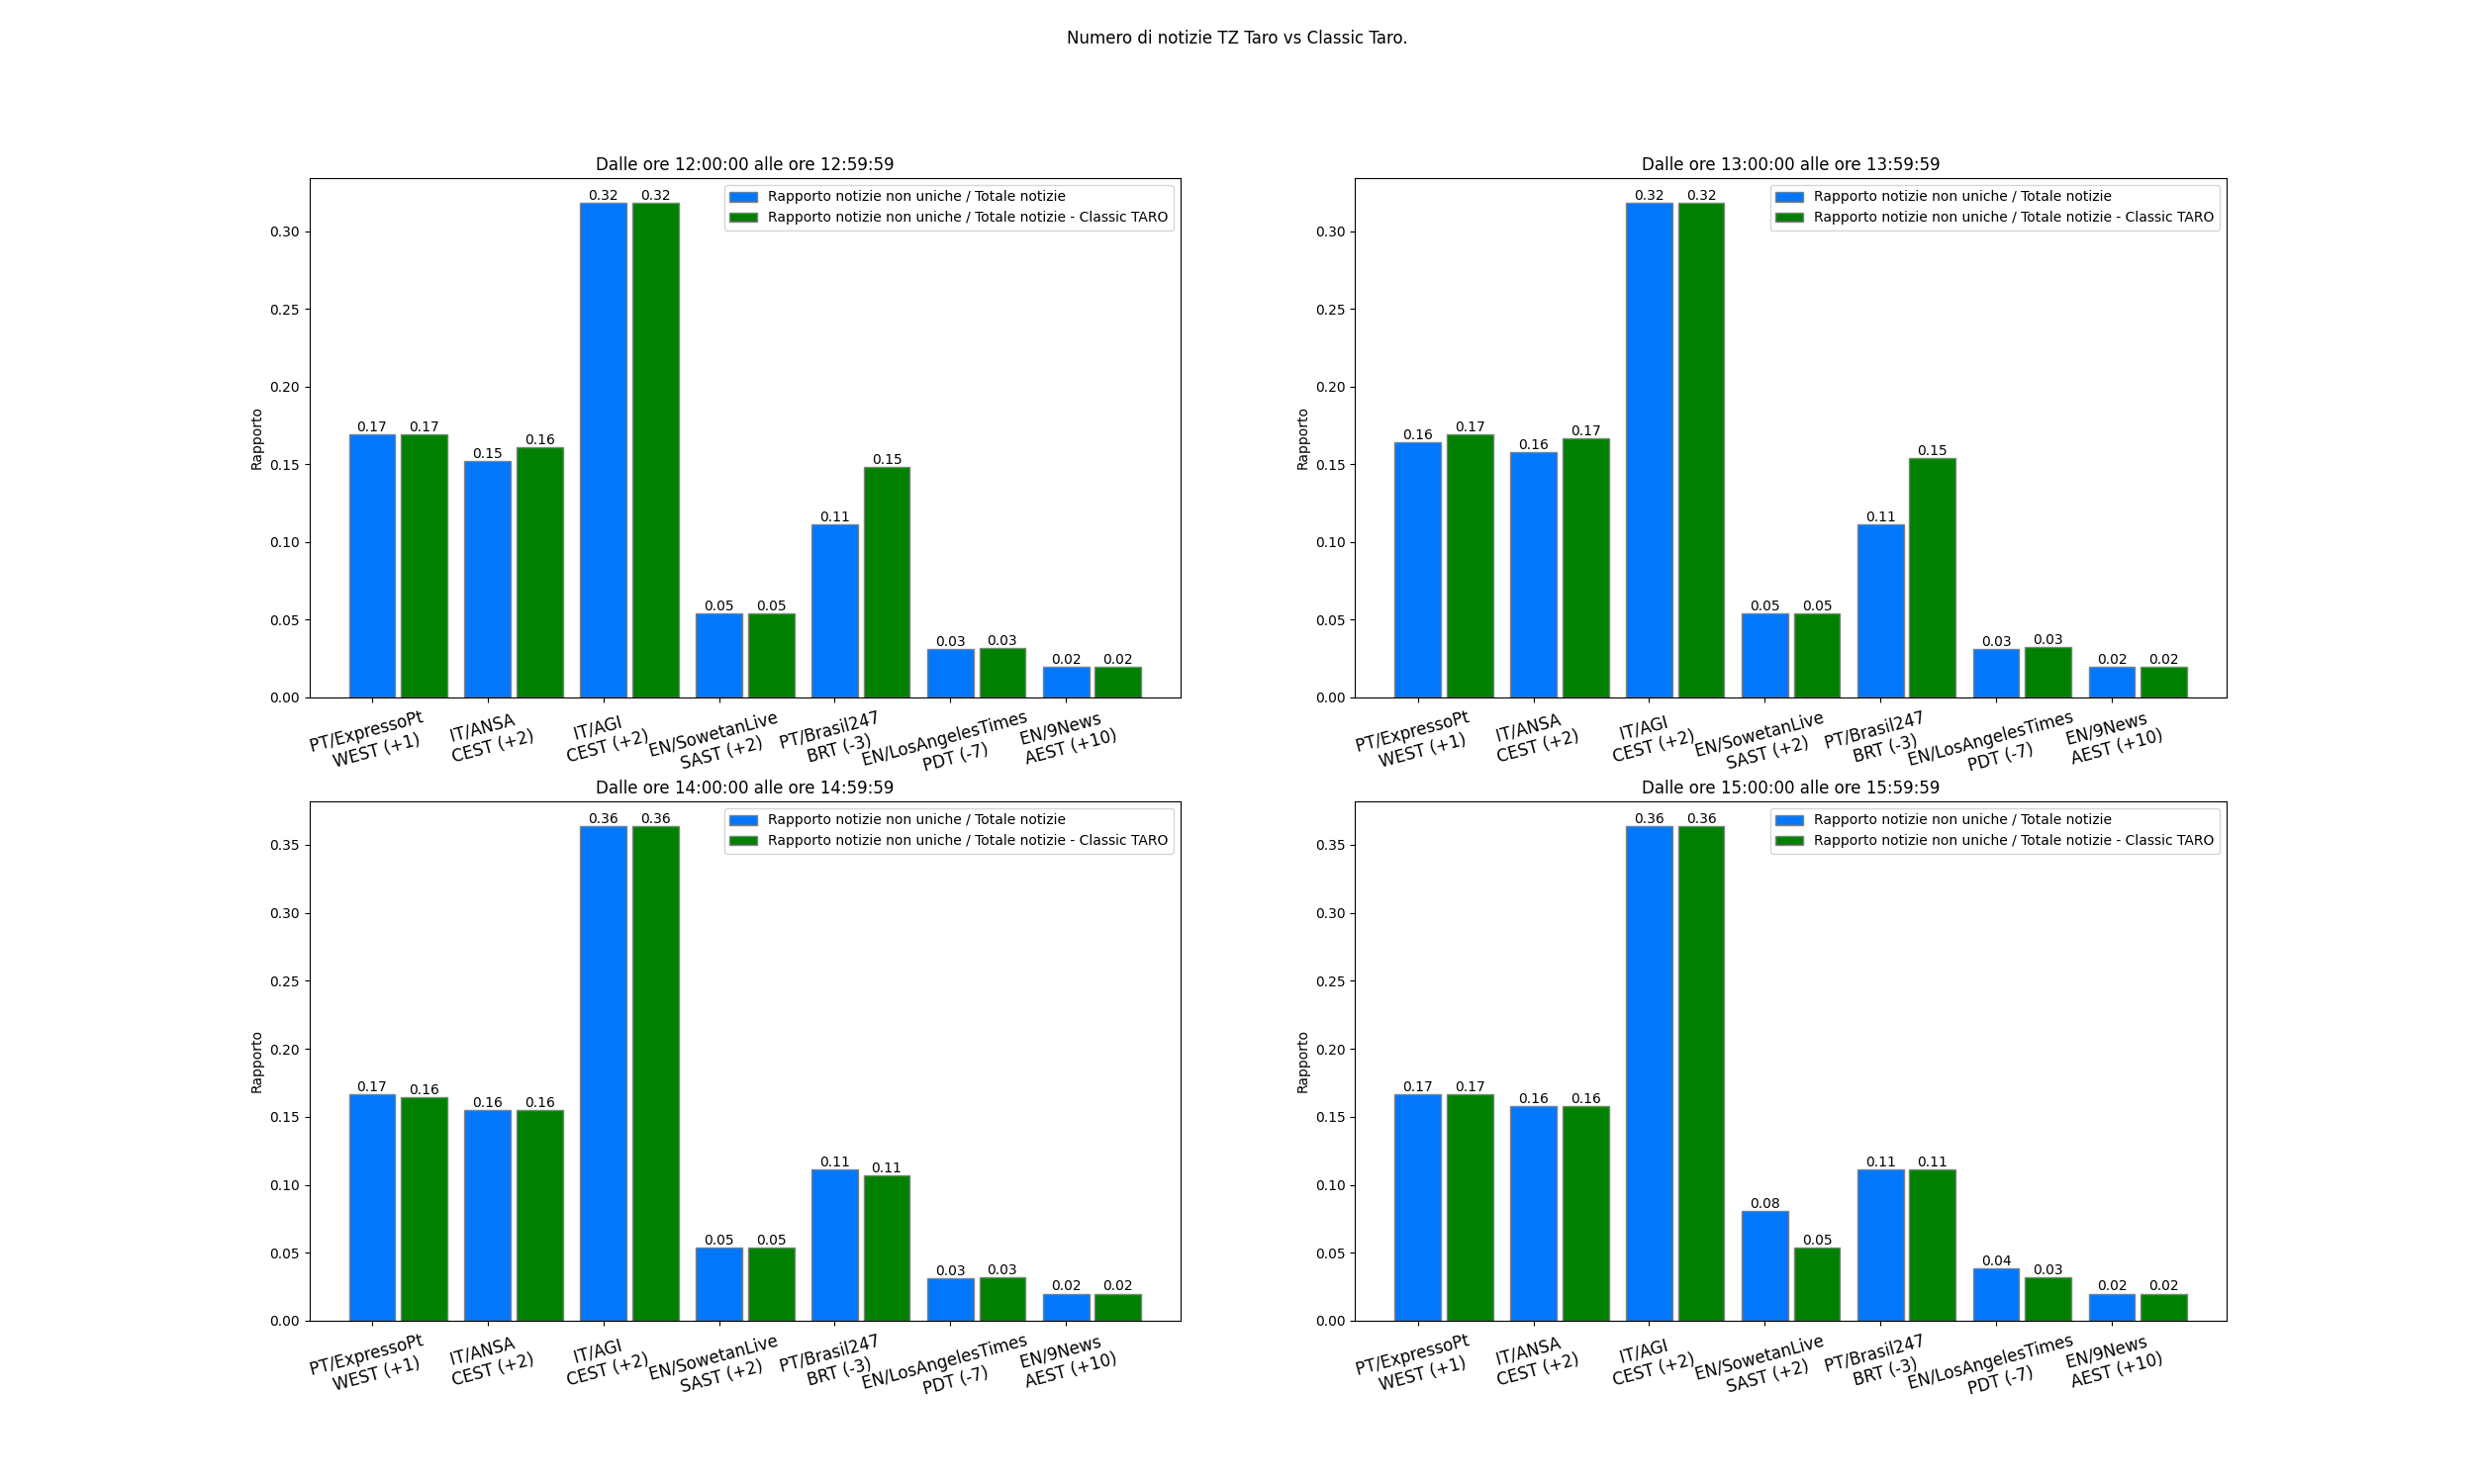 Numero di notizie TZ Taro vs Classic Taro.
Dalle ore 12:00:00 alle ore 12:59:59
Rapporto notizie non uniche / Totale notizie
Rapporto notizie non uniche / Totale notizie - Classic TARO
Rapporto
0.30
0.25
0.20
0.15
0.10
0.05
0.00
0.17 0.17 0.15 0.16 0.32 0.32 0.05 0.05 0.11 0.15 0.03 0.03 0.02 0.02
PT/ExpressoPt
WEST (+1)
IT/ANSA
CEST (+2)
IT/AGI
CEST (+2)
EN/SowetanLive
SAST (+2)
PT/Brasil247
BRT (-3)
EN/LosAngelesTimes
PDT (-7)
EN/9News
AEST (+10)
Dalle ore 13:00:00 alle ore 13:59:59
Rapporto notizie non uniche / Totale notizie
Rapporto notizie non uniche / Totale notizie - Classic TARO
Rapporto
0.30
0.25
0.20
0.15
0.10
0.05
0.00
0.16 0.17 0.16 0.17 0.32 0.32 0.05 0.05 0.11 0.15 0.03 0.03 0.02 0.02
PT/ExpressoPt
WEST (+1)
IT/ANSA
CEST (+2)
IT/AGI
CEST (+2)
EN/SowetanLive
SAST (+2)
PT/Brasil247
BRT (-3)
EN/LosAngelesTimes
PDT (-7)
EN/9News
AEST (+10)
Dalle ore 14:00:00 alle ore 14:59:59
Rapporto notizie non uniche / Totale notizie
Rapporto notizie non uniche / Totale notizie - Classic TARO
Rapporto
0.35
0.30
0.25
0.20
0.15
0.10
0.05
0.00
0.17 0.16 0.16 0.16 0.36 0.36 0.05 0.05 0.11 0.11 0.03 0.03 0.02 0.02
PT/ExpressoPt
WEST (+1)
IT/ANSA
CEST (+2)
IT/AGI
CEST (+2)
EN/SowetanLive
SAST (+2)
PT/Brasil247
BRT (-3)
EN/LosAngelesTimes
PDT (-7)
EN/9News
AEST (+10)
Dalle ore 15:00:00 alle ore 15:59:59
Rapporto notizie non uniche / Totale notizie
Rapporto notizie non uniche / Totale notizie - Classic TARO
Rapporto
0.35
0.30
0.25
0.20
0.15
0.10
0.05
0.00
0.17 0.17 0.16 0.16 0.36 0.36 0.08 0.05 0.11 0.11 0.04 0.03 0.02 0.02
PT/ExpressoPt
WEST (+1)
IT/ANSA
CEST (+2)
IT/AGI
CEST (+2)
EN/SowetanLive
SAST (+2)
PT/Brasil247
BRT (-3)
EN/LosAngelesTimes
PDT (-7)
EN/9News
AEST (+10)